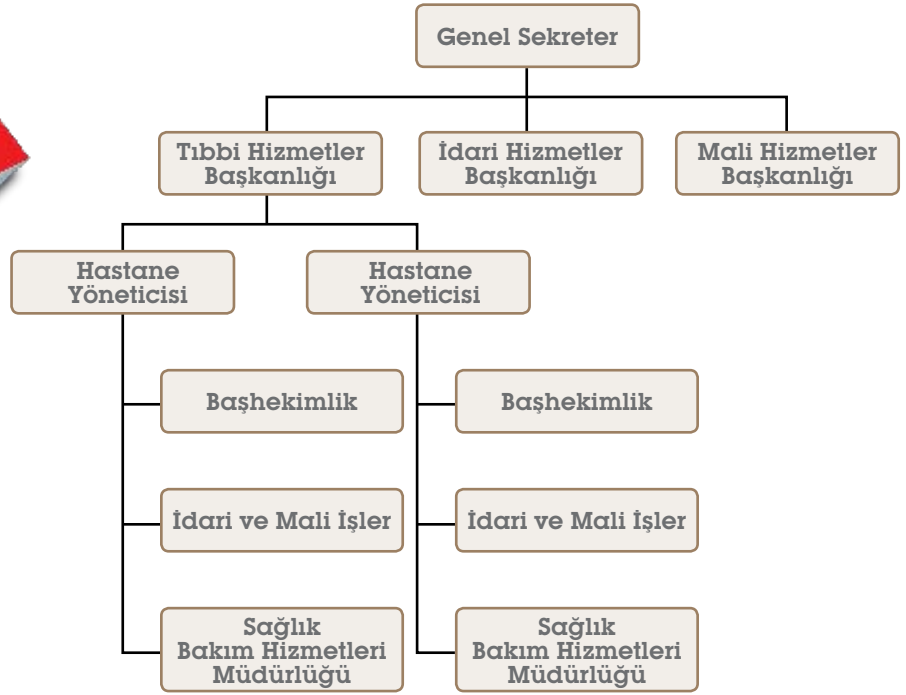 Genel Sekreter
Tıbbi Hizmetler
Başkanlığı
İdari Hizmetler
Başkanlığı
Mali Hizmetler
Başkanlığı
Hastane
Yöneticisi
Hastane
Yöneticisi
Başhekimlik
Başhekimlik
İdari ve Mali İşler
İdari ve Mali İşler
Sağlık
Bakım Hizmetleri
Müdürlüğü
Sağlık
Bakım Hizmetleri
Müdürlüğü